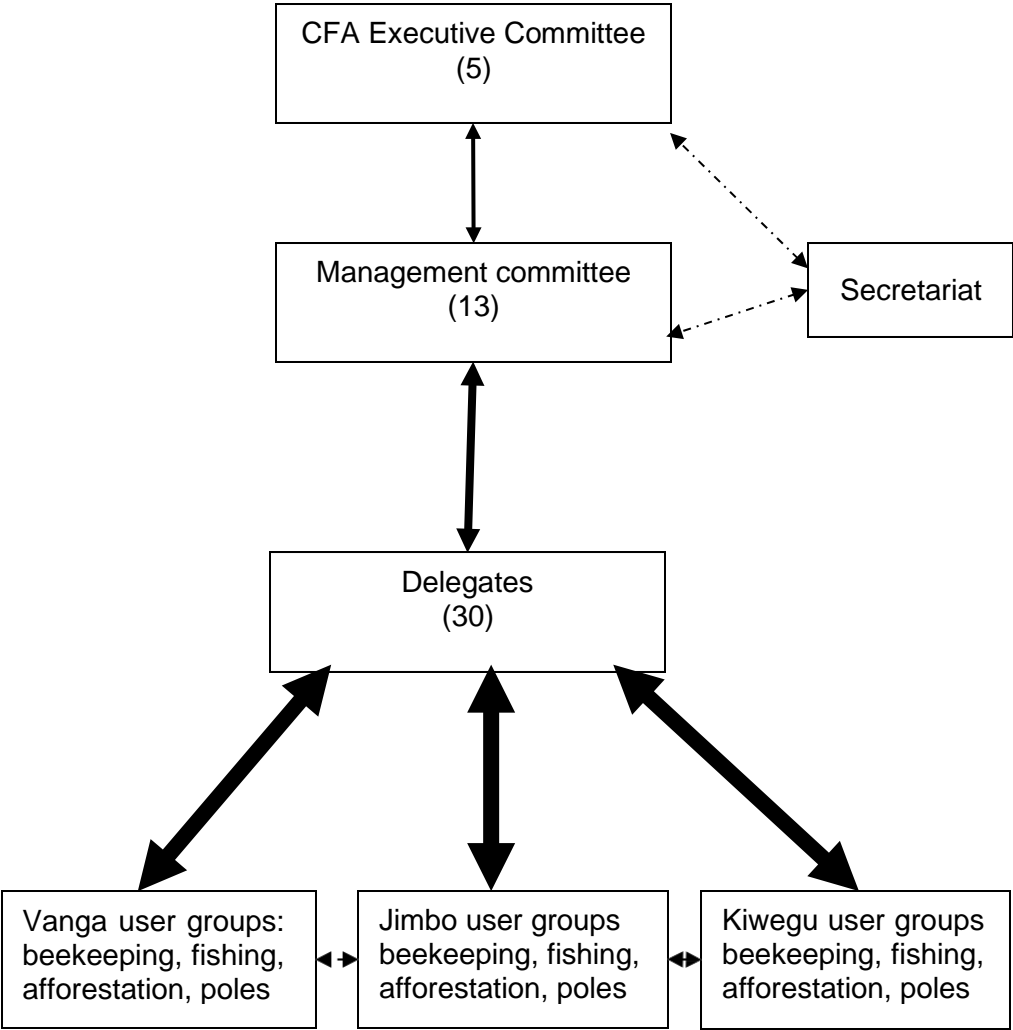 CFA Executive Committee
(5)
Management committee
(13)
Secretariat
Delegates
(30)
Vanga user groups:
beekeeping, fishing,
afforestation, poles
Jimbo user groups
beekeeping, fishing,
afforestation, poles
Kiwegu user groups
beekeeping, fishing,
afforestation, poles